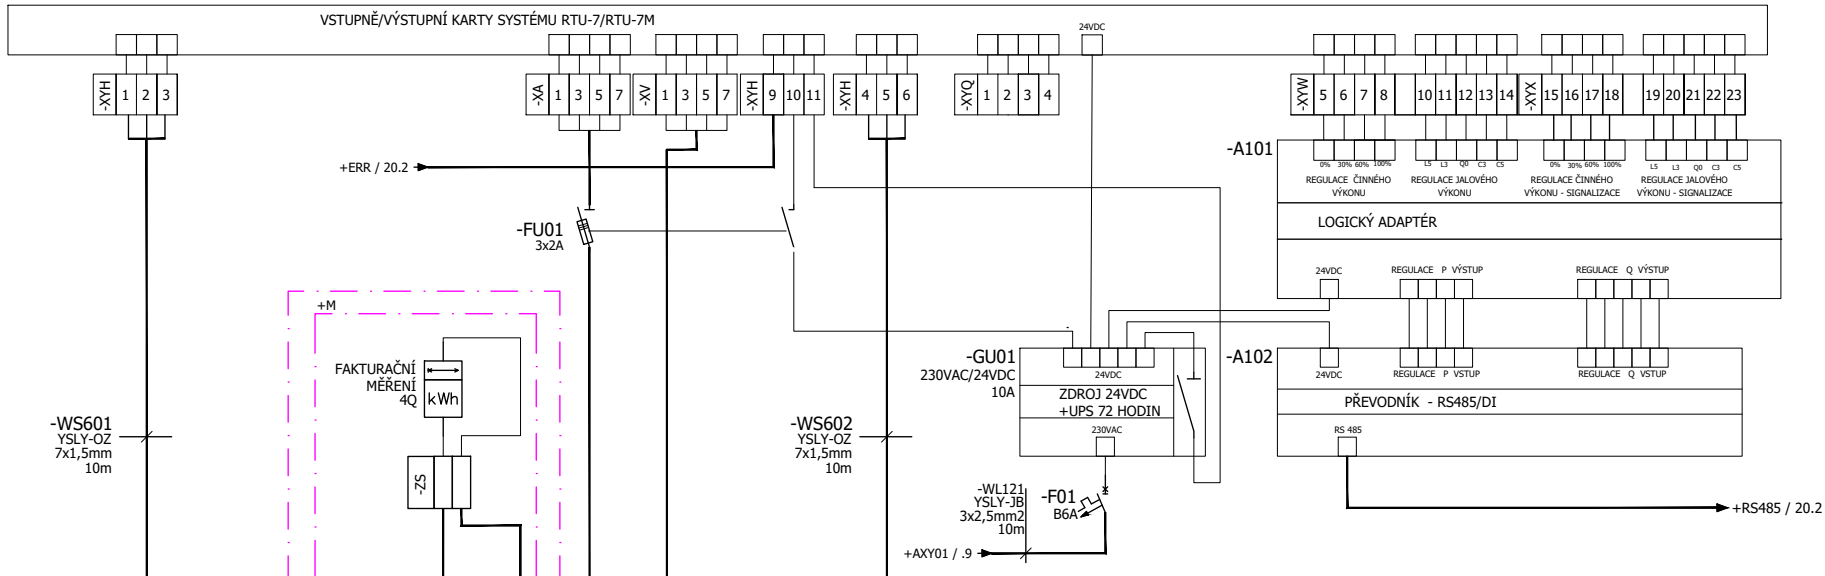 VSTUPNĚ/VÝSTUPNÍ KARTY SYSTÉMU RTU-7/RTU-7M
24VDC
-XYH 1 2 3
-XA 1 3 5 7
-XV 1 3 5 7
-XYH 9 10 11
-XYH 4 5 6
-XYQ 1 2 3 4
-XYW 5 6 7 8 10 11 12 13 14
-XYX 15 16 17 18 19 20 21 22 23
+ERR / 20.2
-A101
0% 30% 60% 100%
REGULACE ČINNÉHO
VÝKONU
L5 L3 Q0 C3 C5
REGULACE JALOVÉHO
VÝKONU
0% 30% 60% 100%
REGULACE ČINNÉHO
VÝKONU - SIGNALIZACE
L5 L3 Q0 C3 C5
REGULACE JALOVÉHO
VÝKONU - SIGNALIZACE
LOGICKÝ ADAPTÉR
24VDC
REGULACE P VÝSTUP
REGULACE Q VÝSTUP
-FU01
3x2A
+M
FAKTURAČNÍ
MĚŘENÍ
4Q
kWh
-ZS
-WS601
YSLY-OZ
7x1,5mm
10m
-WS602
YSLY-OZ
7x1,5mm
10m
-GU01
230VAC/24VDC
10A
24VDC
ZDROJ 24VDC
+UPS 72 HODIN
230VAC
-A102
24VDC
REGULACE P VSTUP
REGULACE Q VSTUP
PŘEVODNÍK - RS485/DI
RS 485
-WL121
YSLY-JB
3x2,5mm2
10m
-F01
B6A
+AXY01 / .9
+RS485 / 20.2